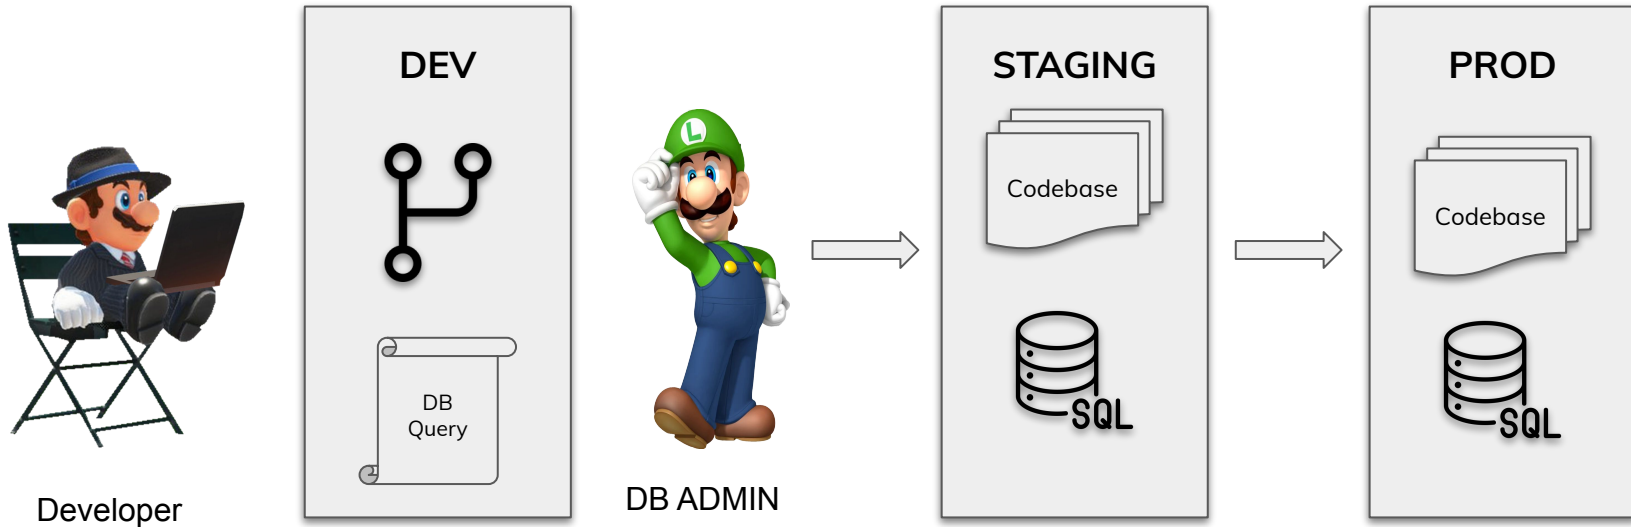 DEV
STAGING
PROD
L
Codebase
Codebase
DB
Query
SQL
SQL
Developer
DB ADMIN